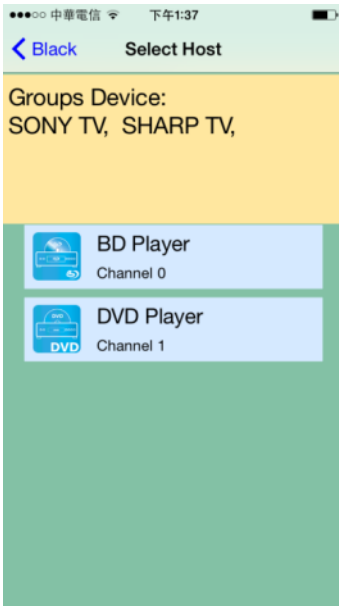 中華電信 下午1:37
Black Select Host
Groups Device:
SONY TV, SHARP TV,
BD Player
Channel 0
DVD Player
DVD Channel 1